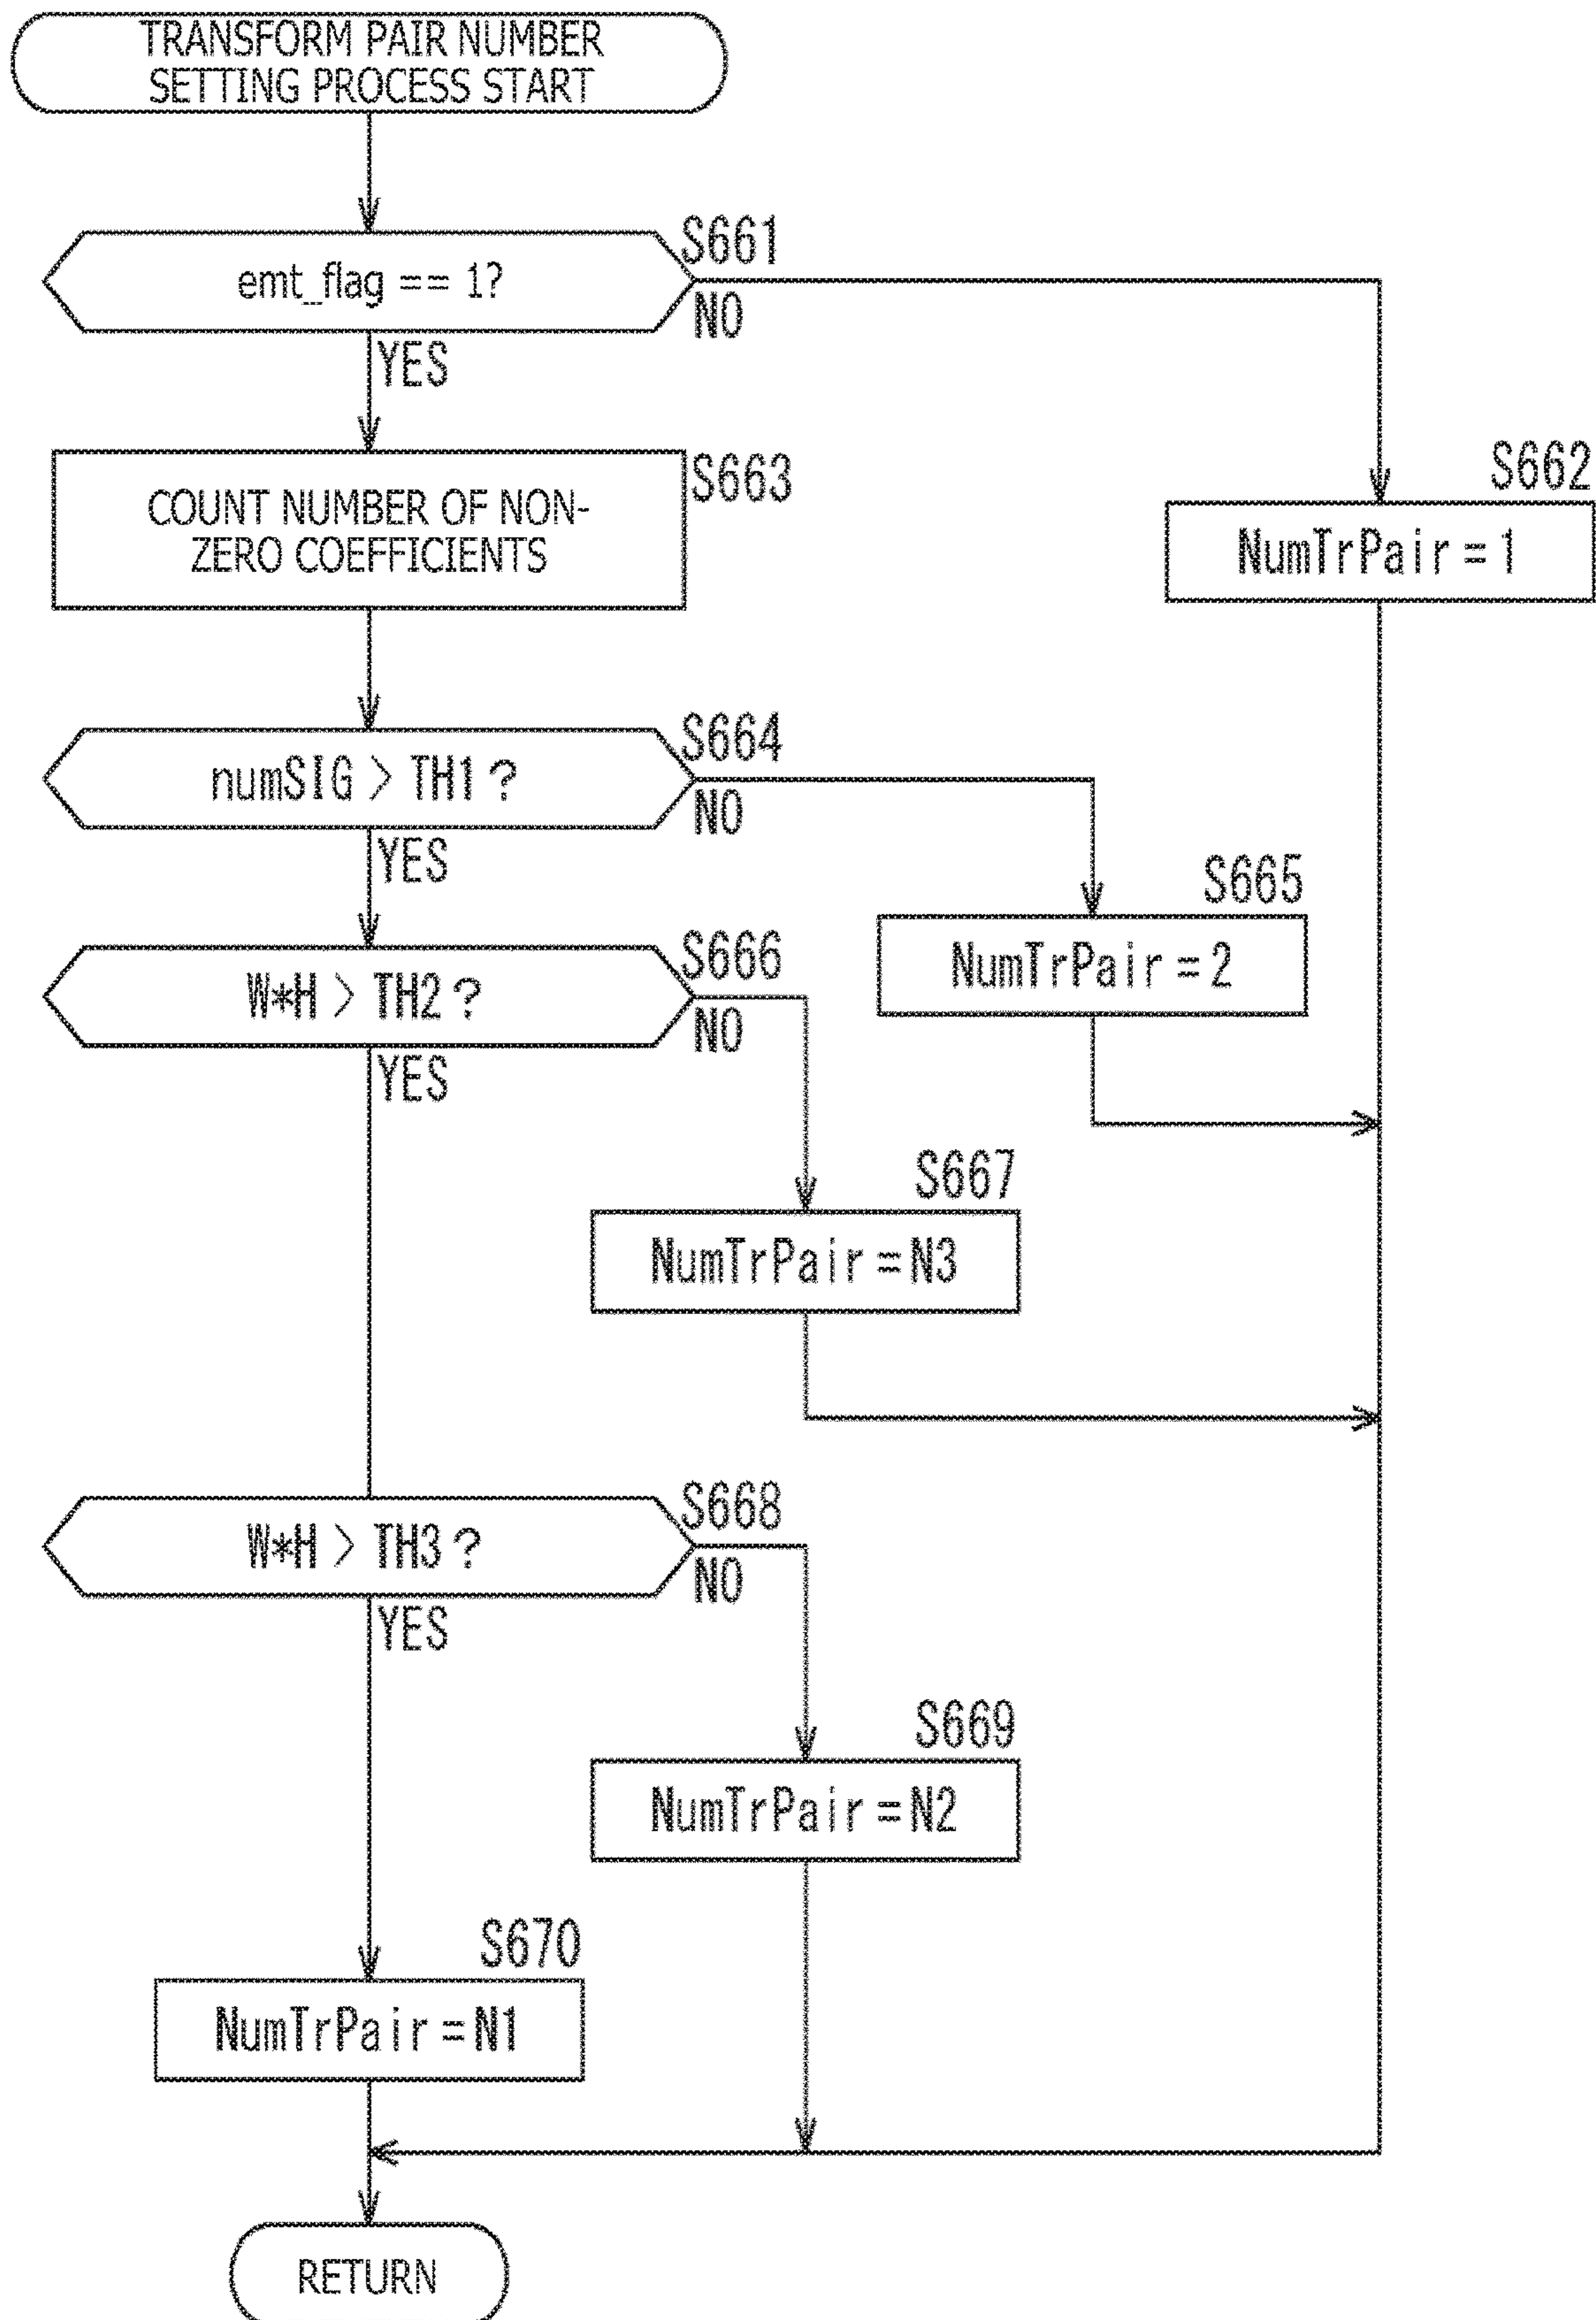 TRANSFORM PAIR NUMBER
SETTING PROCESS START
S661
emt_flag == 1?
NO
YES
S662
NumTrPair = 1
S663
COUNT NUMBER OF NON-
ZERO COEFFICIENTS
S664
numSIG > TH1 ?
NO
YES
S665
NumTrPair = 2
S666
W*H > TH2 ?
NO
YES
S667
NumTrPair = N3
S668
W*H > TH3 ?
NO
YES
S669
NumTrPair = N2
S670
NumTrPair = N1
RETURN